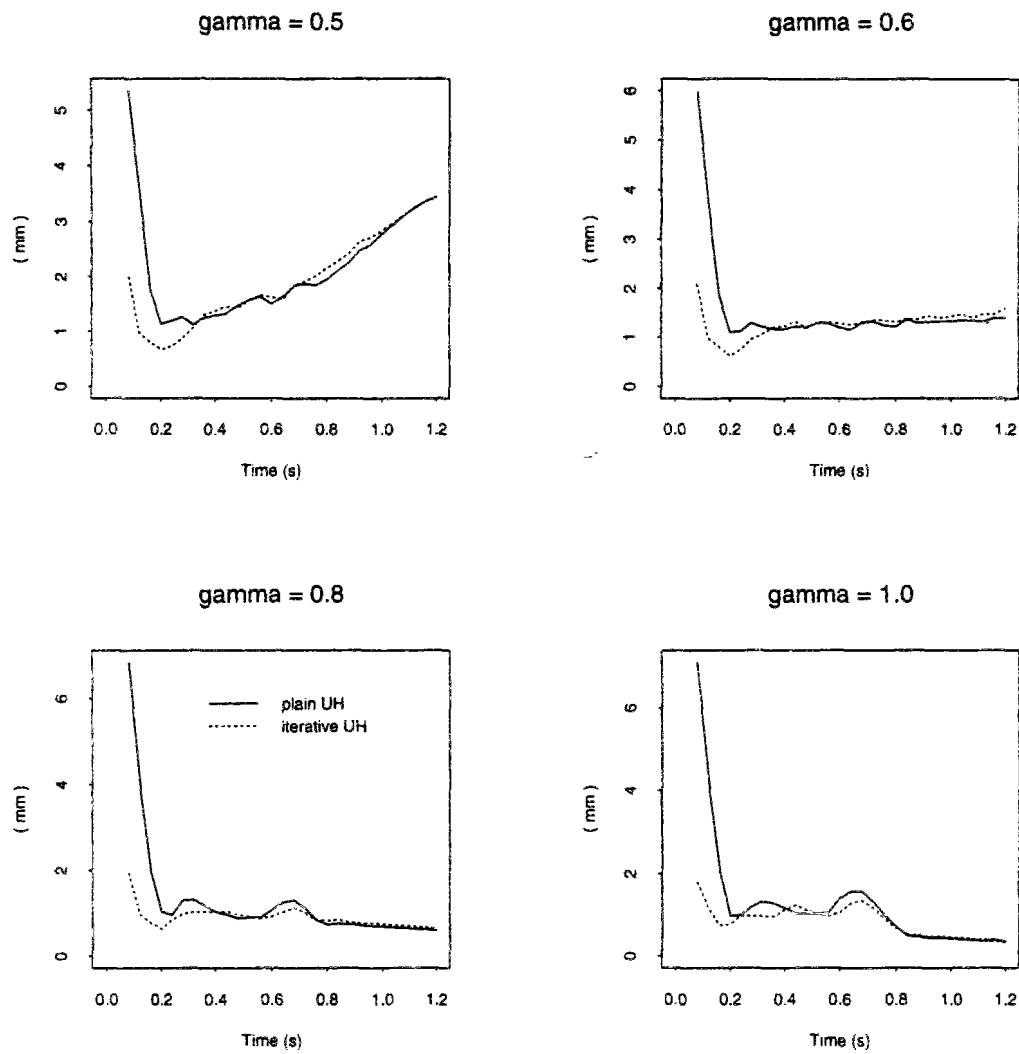 gamma = 0.5
gamma = 0.6
( mm )
0 1 2 3 4 5
0.0 0.2 0.4 0.6 0.8 1.0 1.2
Time (s)
( mm )
0 1 2 3 4 5 6
0.0 0.2 0.4 0.6 0.8 1.0 1.2
Time (s)
gamma = 0.8
gamma = 1.0
( mm )
0 2 4 6
plain UH
iterative UH
0.0 0.2 0.4 0.6 0.8 1.0 1.2
Time (s)
( mm )
0 2 4 6
0.0 0.2 0.4 0.6 0.8 1.0 1.2
Time (s)